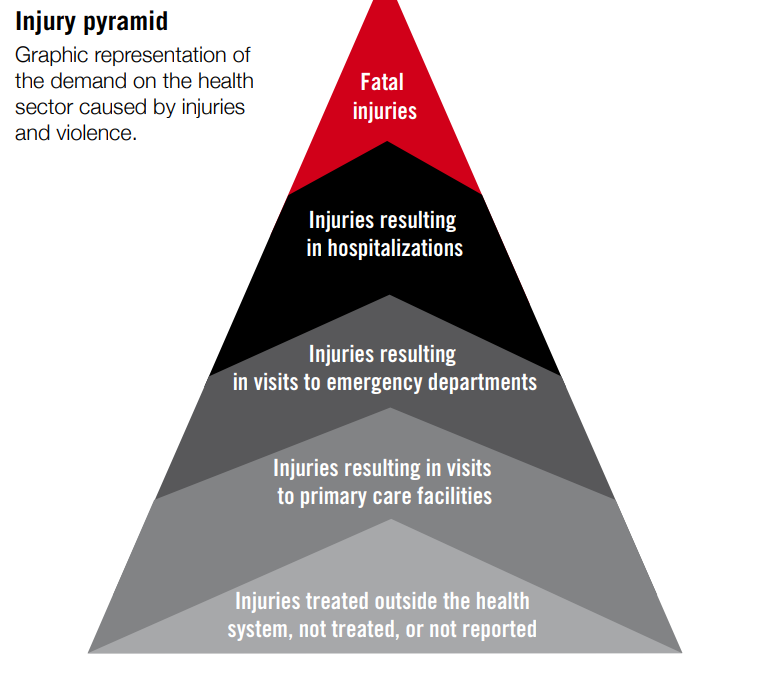 Injury pyramid
Graphic representation of
the demand on the health
sector caused by injuries
and violence.
Fatal
injuries
Injuries resulting
in hospitalizations
Injuries resulting
in visits to emergency departments
Injuries resulting in visits
to primary care facilities
Injuries treated outside the health
system, not treated, or not reported